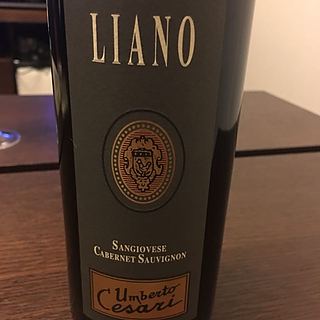 LIANO
SANGIOVESE
CABERNET SAUVIGNON
Umberto
Cesari